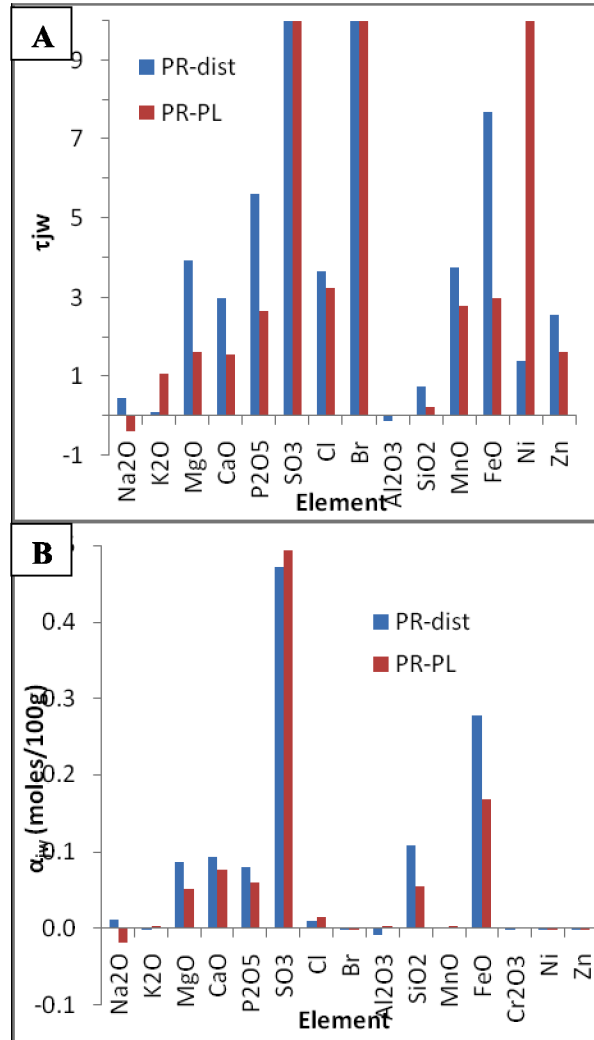 A
9
7
5
3
1
-1
τjw
PR-dist
PR-PL
Na2O
K2O
MgO
CaO
P2O5
SO3
Cl
Br
Al2O3
SiO2
MnO
FeO
Ni
Zn
Element
B
0.4
0.3
0.2
0.1
0.0
-0.1
αjw (moles/100g)
PR-dist
PR-PL
Na2O
K2O
MgO
CaO
P2O5
SO3
Cl
Br
Al2O3
SiO2
MnO
FeO
Cr2O3
Ni
Zn
Element